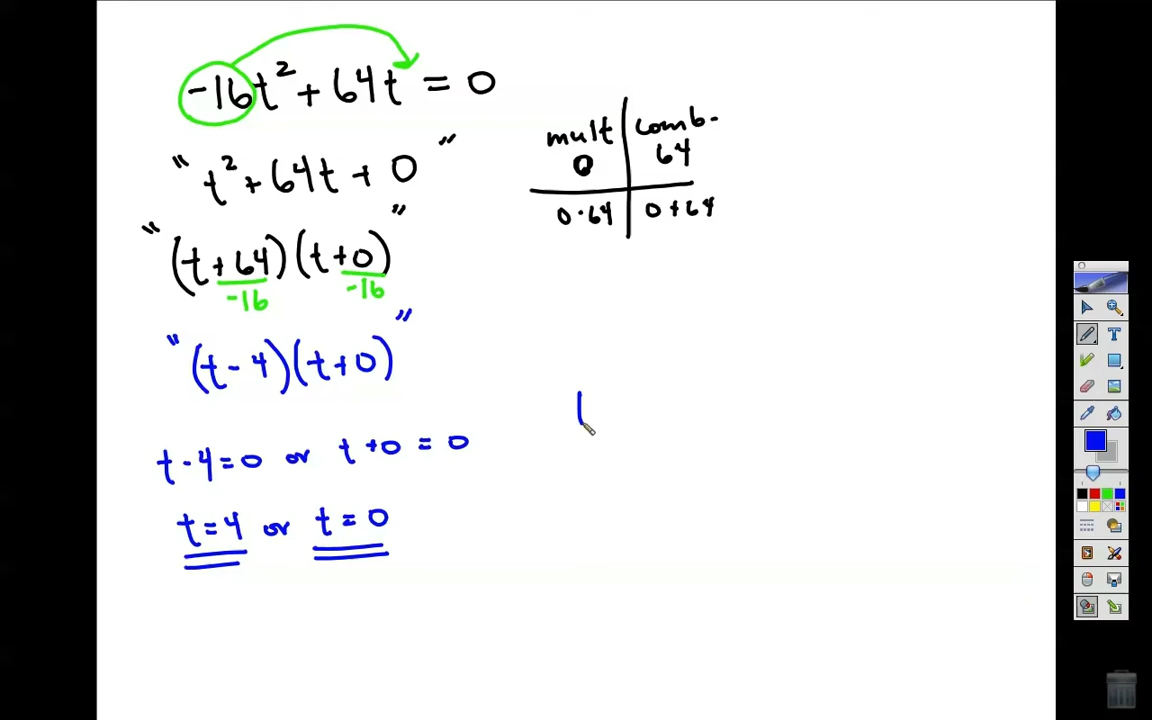 -16t² + 64t = 0
mult | comb.
0 | 64
0·64 | 0+64
" t² + 64t + 0 "
" (t + 64)(t + 0) "
-16 -16
" (t - 4)(t + 0) "
t - 4 = 0 or t + 0 = 0
t = 4 or t = 0
T